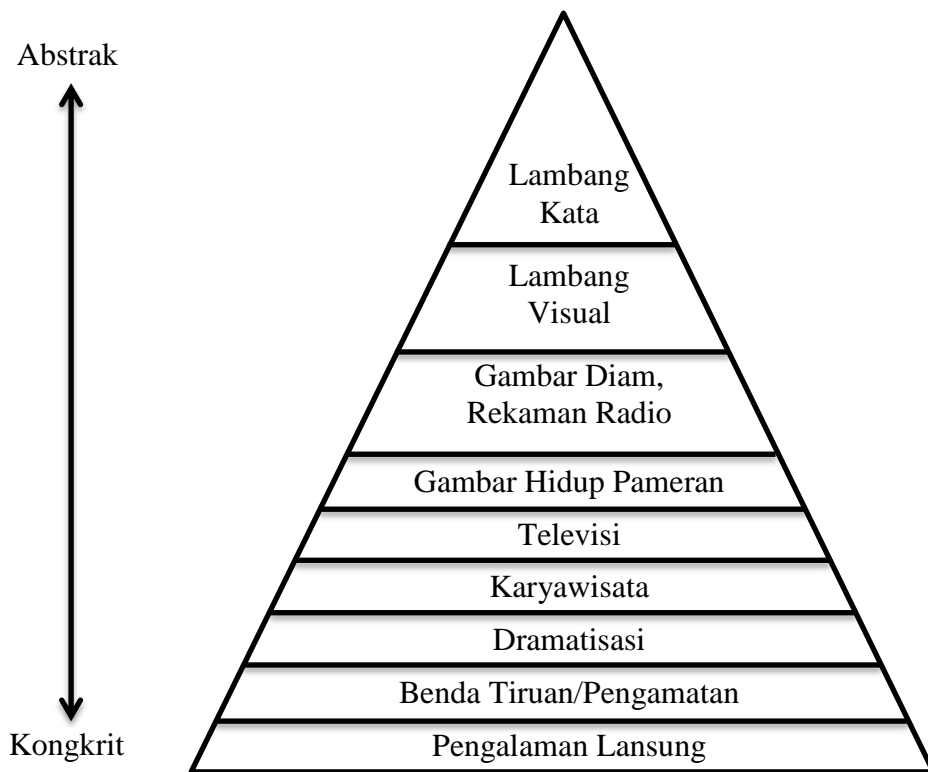 Abstrak
Lambang
Kata
Lambang
Visual
Gambar Diam,
Rekaman Radio
Gambar Hidup Pameran
Televisi
Karyawisata
Dramatisasi
Benda Tiruan/Pengamatan
Kongkrit
Pengalaman Lansung